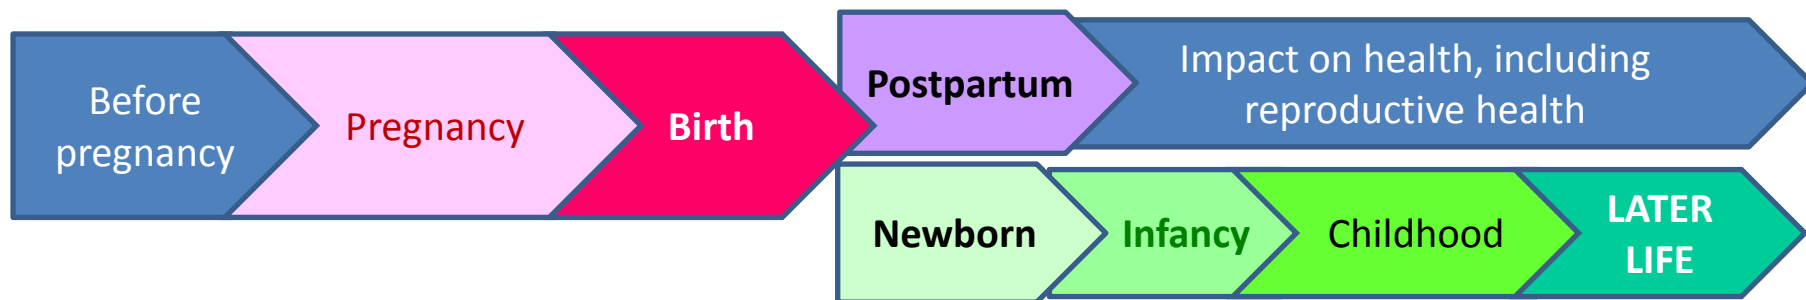 Before
pregnancy
Pregnancy
Birth
Postpartum
Impact on health, including
reproductive health
Newborn
Infancy
Childhood
LATER
LIFE